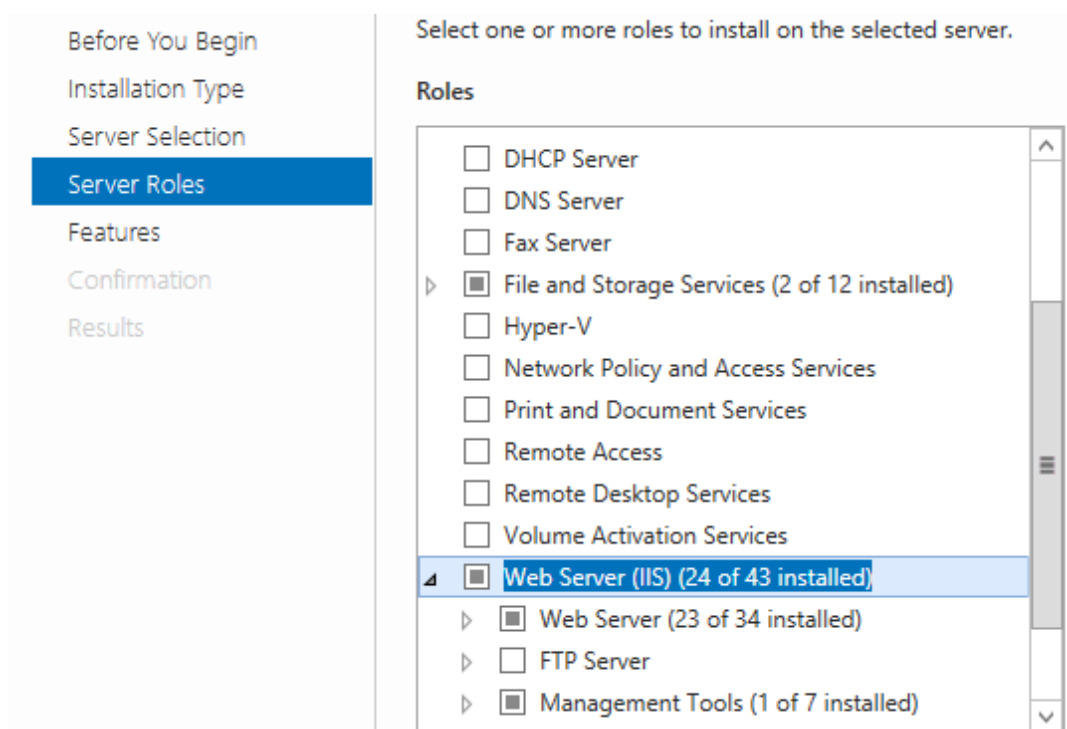 Before You Begin
Installation Type
Server Selection
Server Roles
Features
Confirmation
Results
Select one or more roles to install on the selected server.
Roles
DHCP Server
DNS Server
Fax Server
File and Storage Services (2 of 12 installed)
Hyper-V
Network Policy and Access Services
Print and Document Services
Remote Access
Remote Desktop Services
Volume Activation Services
Web Server (IIS) (24 of 43 installed)
Web Server (23 of 34 installed)
FTP Server
Management Tools (1 of 7 installed)